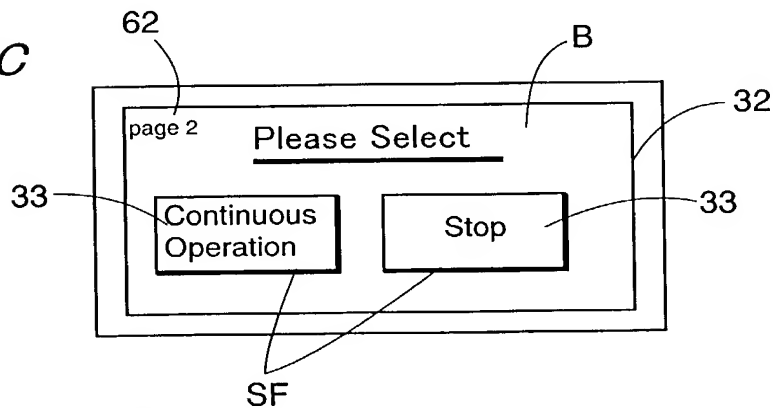 62
C
B
page 2
Please Select
32
33
Continuous
Operation
Stop
33
SF